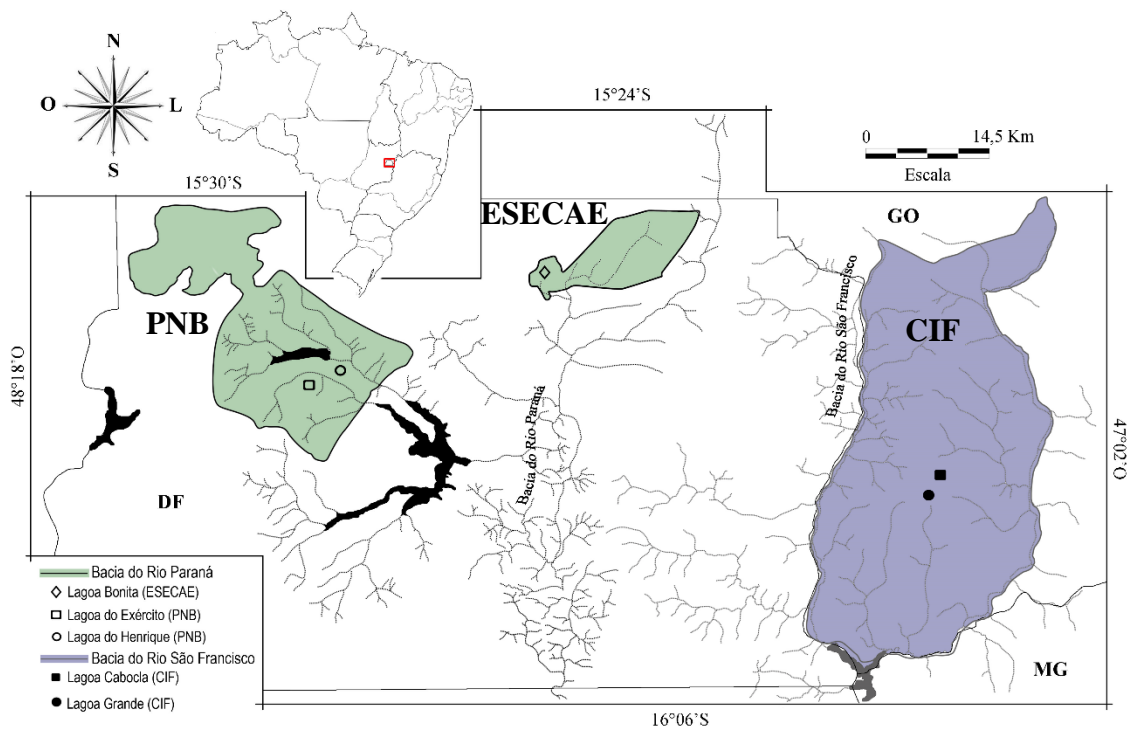 N
O
L
S
15°24'S
0
14,5 Km
Escala
15°30'S
ESECAE
GO
PNB
CIF
Bacia do Rio São Francisco
48°18'O
Bacia do Rio Paraná
47°02'O
DF
Bacia do Rio Paraná
Lagoa Bonita (ESECAE)
Lagoa do Exército (PNB)
Lagoa do Henrique (PNB)
Bacia do Rio São Francisco
Lagoa Cabocla (CIF)
Lagoa Grande (CIF)
MG
16°06'S